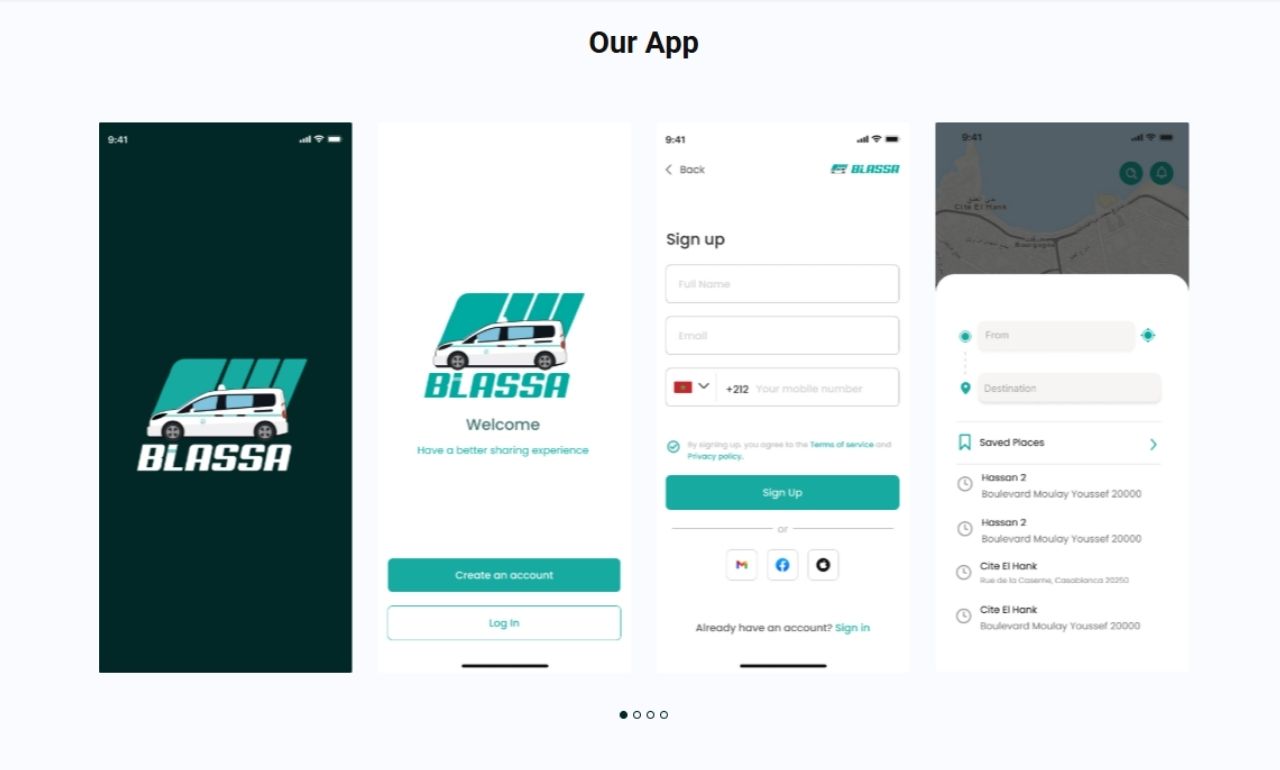 Our App
9:41
BLASSA
BLASSA
Welcome
Have a better sharing experience
Create an account
Log In
9:41
Back
BLASSA
Sign up
Full Name
Email
+212 Your mobile number
By signing up, you agree to the Terms of service and
Privacy policy.
Sign Up
or
Already have an account? Sign in
9:41
Cite El Hank
Bourgogne
From
Destination
Saved Places
Hassan 2
Boulevard Moulay Youssef 20000
Hassan 2
Boulevard Moulay Youssef 20000
Cite El Hank
Rue de la Caserne, Casablanca 20250
Cite El Hank
Boulevard Moulay Youssef 20000